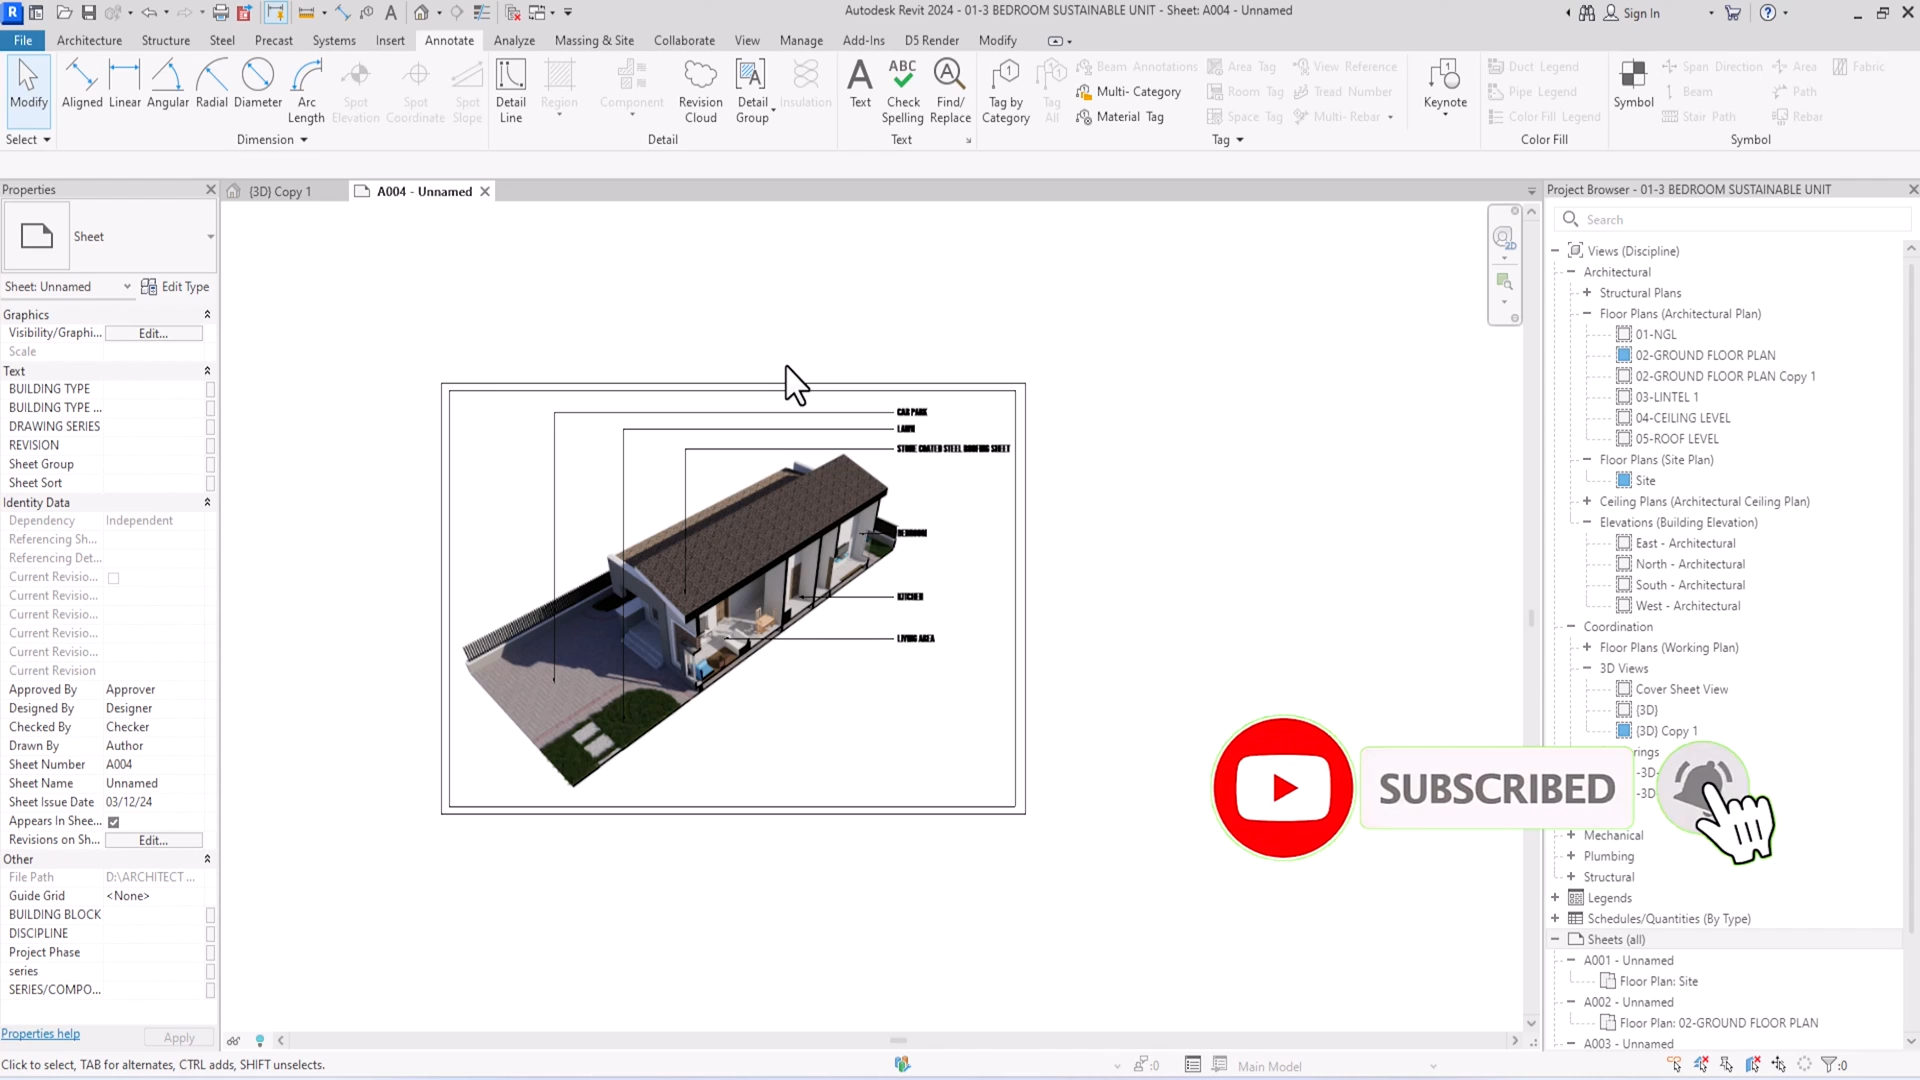 Autodesk Revit 2024 - 01-3 BEDROOM SUSTAINABLE UNIT - Sheet: A004 - Unnamed
Sign In
File
Architecture
Structure
Steel
Precast
Systems
Insert
Annotate
Analyze
Massing & Site
Collaborate
View
Manage
Add-Ins
D5 Render
Modify
Modify
Aligned
Linear
Angular
Radial
Diameter
Arc
Length
Spot
Elevation
Spot
Coordinate
Spot
Slope
Detail
Line
Region
Component
Revision
Cloud
Detail
Group
Insulation
Text
ABC
Check
Spelling
Find/
Replace
Tag by
Category
Tag
All
Beam Annotations
Multi- Category
Material Tag
Area Tag
Room Tag
Space Tag
View Reference
Tread Number
Multi- Rebar
Keynote
Duct Legend
Pipe Legend
Color Fill Legend
Symbol
Span Direction
Beam
Stair Path
Area
Path
Rebar
Fabric
Select
Dimension
Detail
Text
Tag
Color Fill
Symbol
Properties
{3D} Copy 1
A004 - Unnamed
Sheet
Sheet: Unnamed
Edit Type
Graphics
Visibility/Graphi...
Edit...
Scale
Text
BUILDING TYPE
BUILDING TYPE ...
DRAWING SERIES
REVISION
Sheet Group
Sheet Sort
Identity Data
Dependency
Independent
Referencing Sh...
Referencing Det...
Current Revisio...
Current Revisio...
Current Revisio...
Current Revisio...
Current Revisio...
Current Revision
Approved By
Approver
Designed By
Designer
Checked By
Checker
Drawn By
Author
Sheet Number
A004
Sheet Name
Unnamed
Sheet Issue Date
03/12/24
Appears In Shee...
Revisions on Sh...
Edit...
Other
File Path
D:\ARCHITECT ...
Guide Grid
<None>
BUILDING BLOCK
DISCIPLINE
Project Phase
series
SERIES/COMPO...
Properties help
Apply
CAR PARK
LAWN
STONE COATED STEEL ROOFING SHEET
BEDROOM
KITCHEN
LIVING AREA
2D
SUBSCRIBED
Project Browser - 01-3 BEDROOM SUSTAINABLE UNIT
Search
Views (Discipline)
Architectural
Structural Plans
Floor Plans (Architectural Plan)
01-NGL
02-GROUND FLOOR PLAN
02-GROUND FLOOR PLAN Copy 1
03-LINTEL 1
04-CEILING LEVEL
05-ROOF LEVEL
Floor Plans (Site Plan)
Site
Ceiling Plans (Architectural Ceiling Plan)
Elevations (Building Elevation)
East - Architectural
North - Architectural
South - Architectural
West - Architectural
Coordination
Floor Plans (Working Plan)
3D Views
Cover Sheet View
{3D}
{3D} Copy 1
rings
-3D-
-3D-
Mechanical
Plumbing
Structural
Legends
Schedules/Quantities (By Type)
Sheets (all)
A001 - Unnamed
Floor Plan: Site
A002 - Unnamed
Floor Plan: 02-GROUND FLOOR PLAN
A003 - Unnamed
Click to select, TAB for alternates, CTRL adds, SHIFT unselects.
:0
Main Model
:0